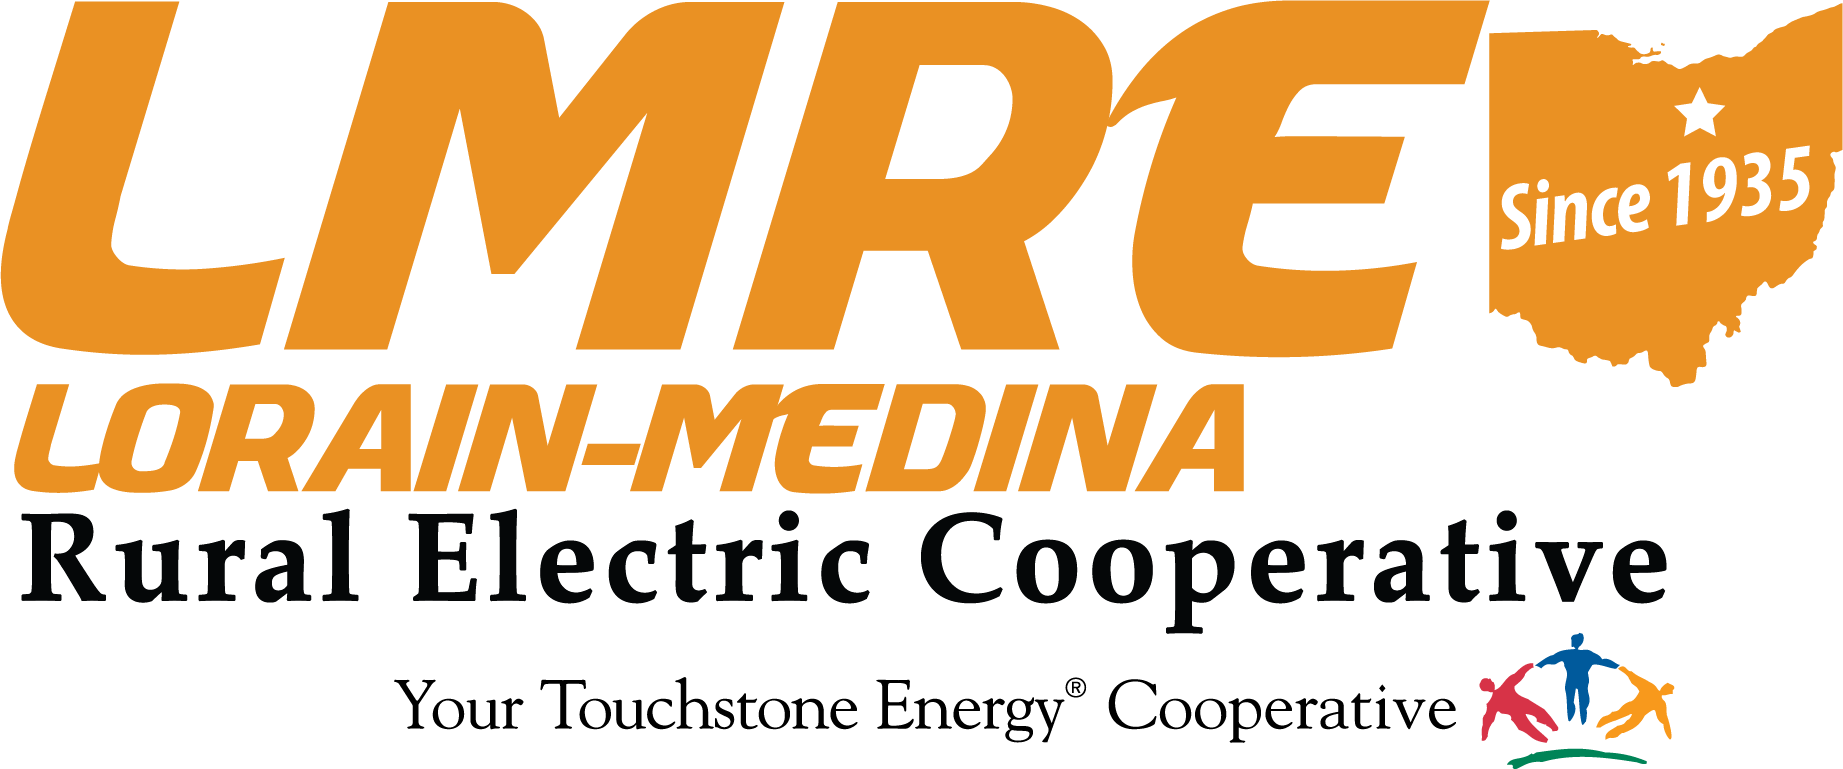 LMRE
Since 1935
LORAIN-MEDINA
Rural Electric Cooperative
Your Touchstone Energy® Cooperative